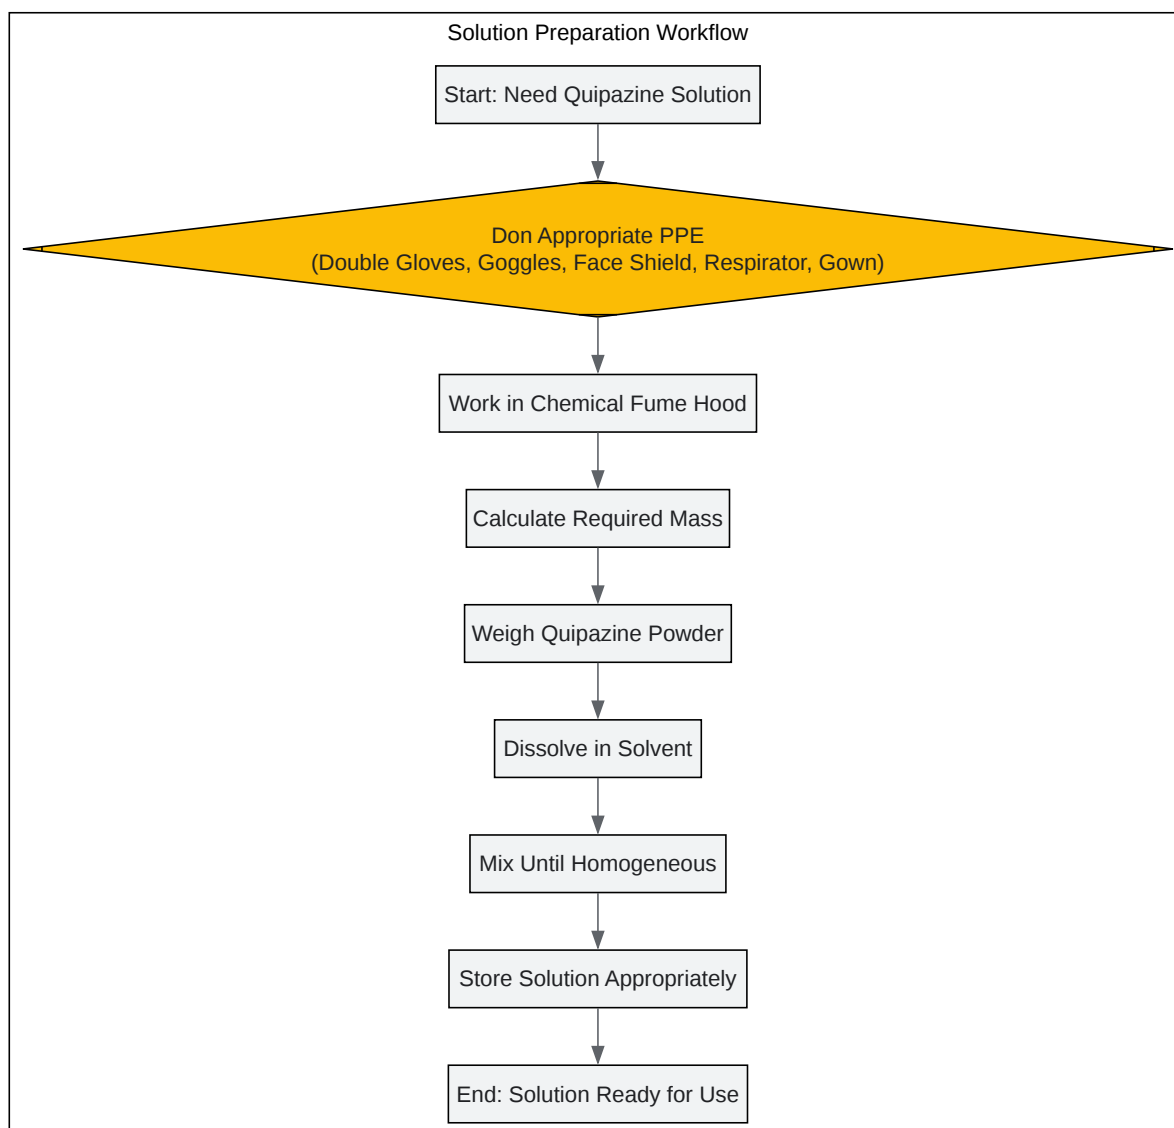 Solution Preparation Workflow
Start: Need Quipazine Solution
Don Appropriate PPE
(Double Gloves, Goggles, Face Shield, Respirator, Gown)
Work in Chemical Fume Hood
Calculate Required Mass
Weigh Quipazine Powder
Dissolve in Solvent
Mix Until Homogeneous
Store Solution Appropriately
End: Solution Ready for Use